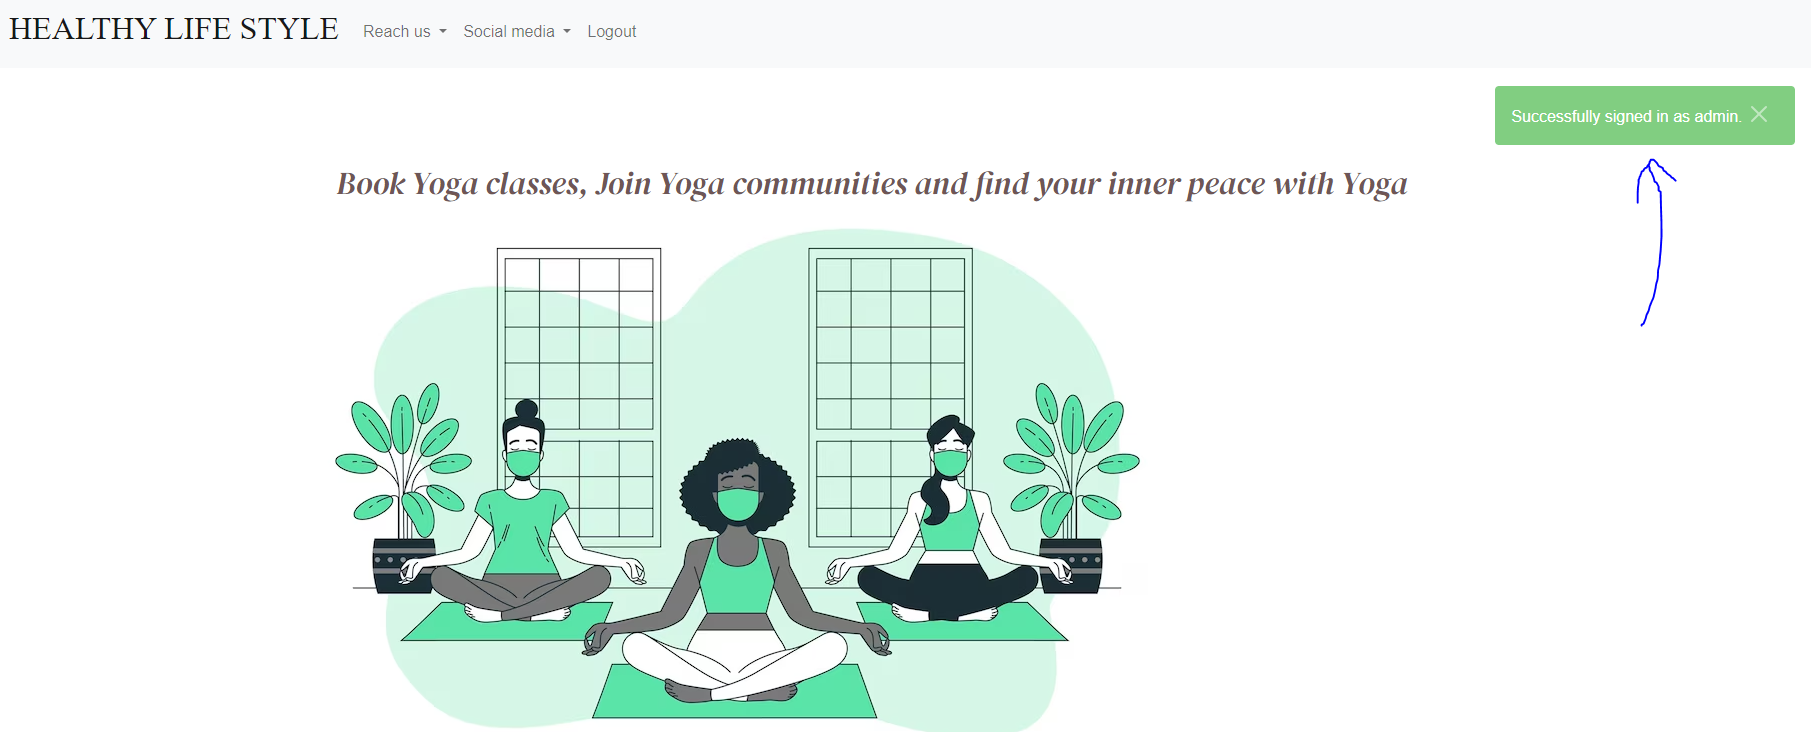 HEALTHY LIFE STYLE Reach us Social media Logout
Successfully signed in as admin.
Book Yoga classes, Join Yoga communities and find your inner peace with Yoga